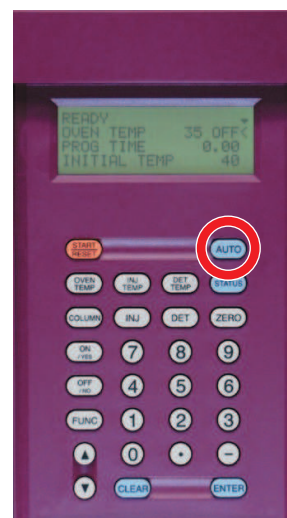 READY
OVEN TEMP 35 OFF<
PROG TIME 0.00
INITIAL TEMP 40
START
/RESET
AUTO
OVEN TEMP
INJ TEMP
DET TEMP
STATUS
COLUMN INJ DET ZERO
ON /YES 7 8 9
OFF /NO 4 5 6
FUNC 1 2 3
▲ 0 • −
▼ CLEAR ENTER